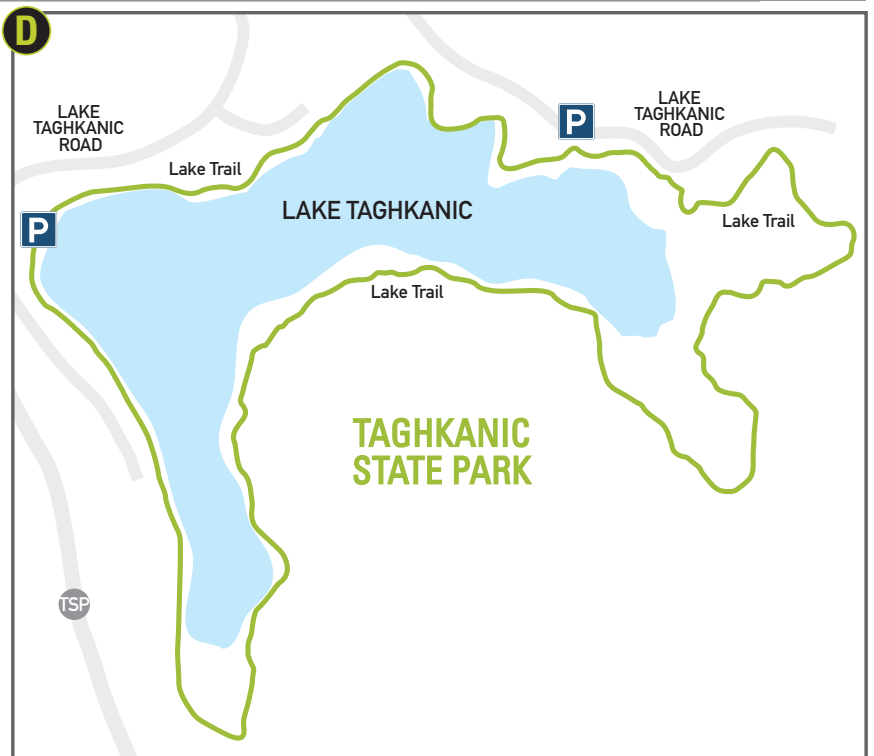 D
LAKE
TAGHKANIC
ROAD
P
LAKE
TAGHKANIC
ROAD
Lake Trail
P
LAKE TAGHKANIC
Lake Trail
Lake Trail
TAGHKANIC
STATE PARK
TSP